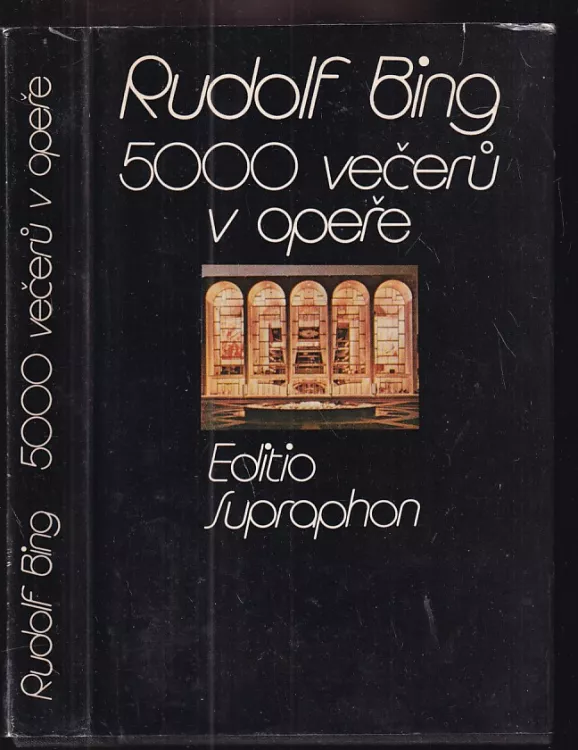 Rudolf Bing
5000 večerů
v opeře
Editio
Supraphon
Rudolf Bing 5000 večerů v opeře